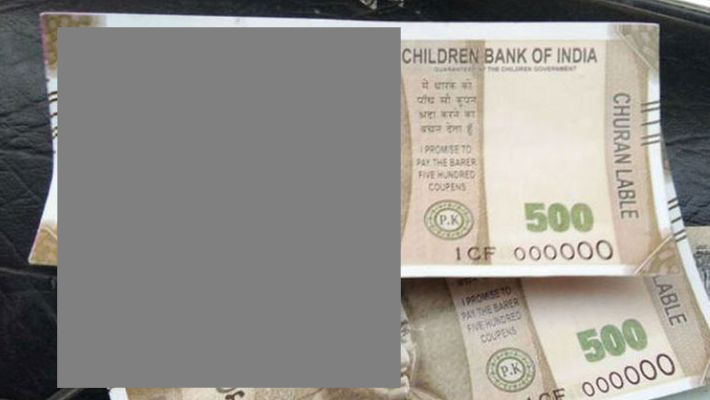 CHILDREN BANK OF INDIA
GUARANTEED BY THE CHILDREN GOVERNMENT
मे धारक को
पाँच सौ कूपन
अदा करने का
बचन देता हूँ
I PROMISE TO
PAY THE BARER
FIVE HUNDRED
COUPENS
P.K
500
1CF 000000
CHURAN LABLE
I PROMISE TO
PAY THE BARER
FIVE HUNDRED
COUPENS
P.K
500
000000
LABLE